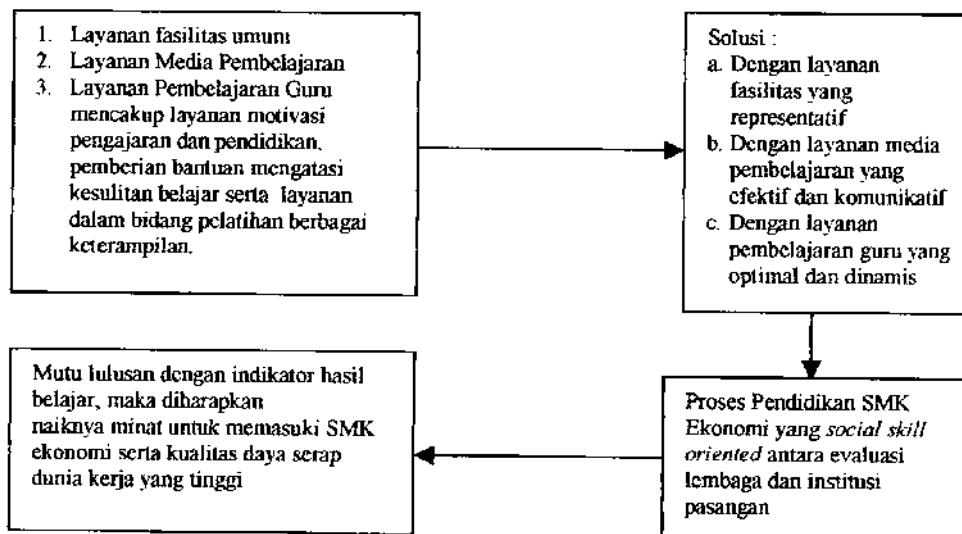 1. Layanan fasilitas umum
2. Layanan Media Pembelajaran
3. Layanan Pembelajaran Guru
mencakup layanan motivasi
pengajaran dan pendidikan,
pemberian bantuan mengatasi
kesulitan belajar serta layanan
dalam bidang pelatihan berbagai
keterampilan.
Solusi :
a. Dengan layanan
fasilitas yang
representatif
b. Dengan layanan media
pembelajaran yang
efektif dan komunikatif
c. Dengan layanan
pembelajaran guru yang
optimal dan dinamis
Proses Pendidikan SMK
Ekonomi yang social skill
oriented antara evaluasi
lembaga dan institusi
pasangan
Mutu lulusan dengan indikator hasil
belajar, maka diharapkan
naiknya minat untuk memasuki SMK
ekonomi serta kualitas daya serap
dunia kerja yang tinggi